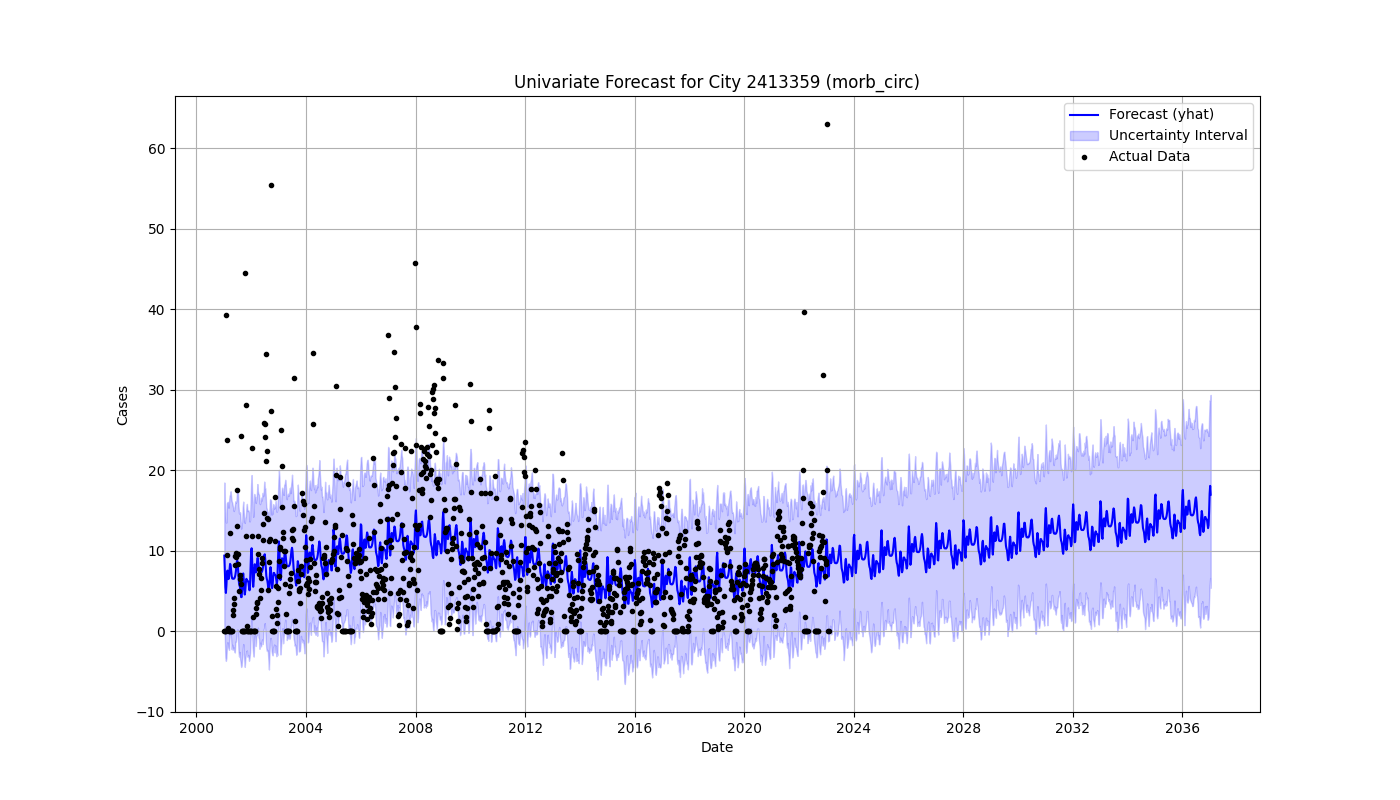 Univariate Forecast for City 2413359 (morb_circ)
Forecast (yhat)
Uncertainty Interval
Actual Data
60
50
40
30
20
10
0
−10
Cases
2000 2004 2008 2012 2016 2020 2024 2028 2032 2036
Date